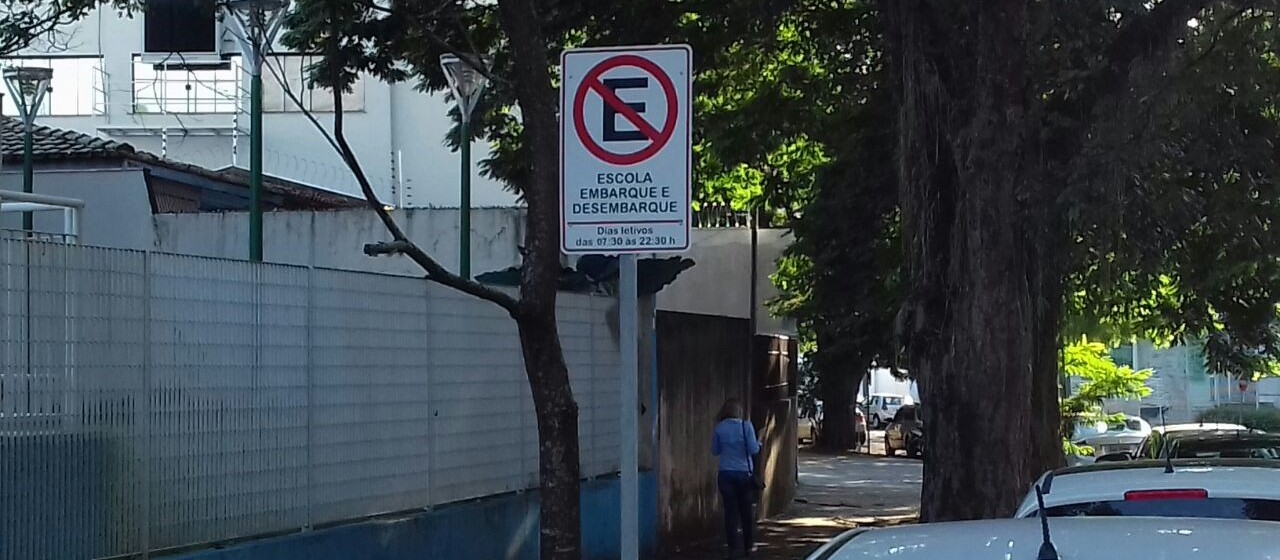 E
ESCOLA
EMBARQUE E
DESEMBARQUE
Dias letivos
das 07:30 às 22:30 h